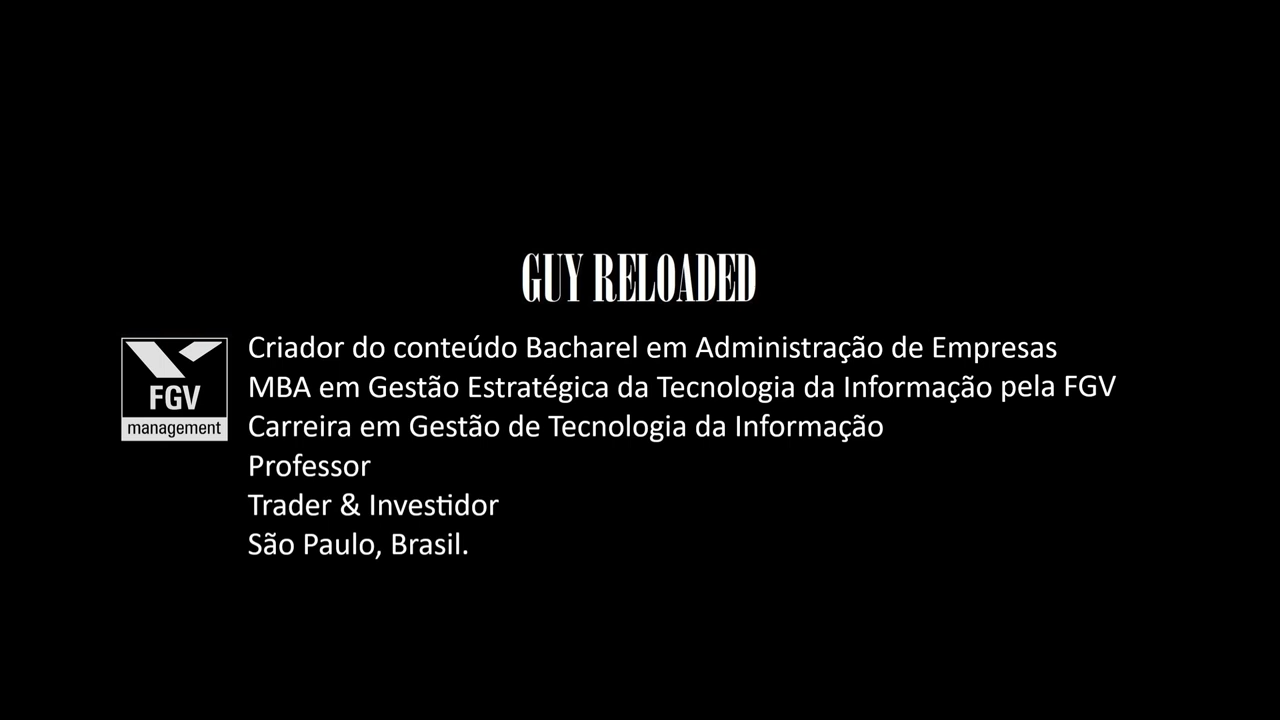 GUY RELOADED
Criador do conteúdo Bacharel em Administração de Empresas
MBA em Gestão Estratégica da Tecnologia da Informação pela FGV
Carreira em Gestão de Tecnologia da Informação
Professor
Trader & Investidor
São Paulo, Brasil.
FGV
management